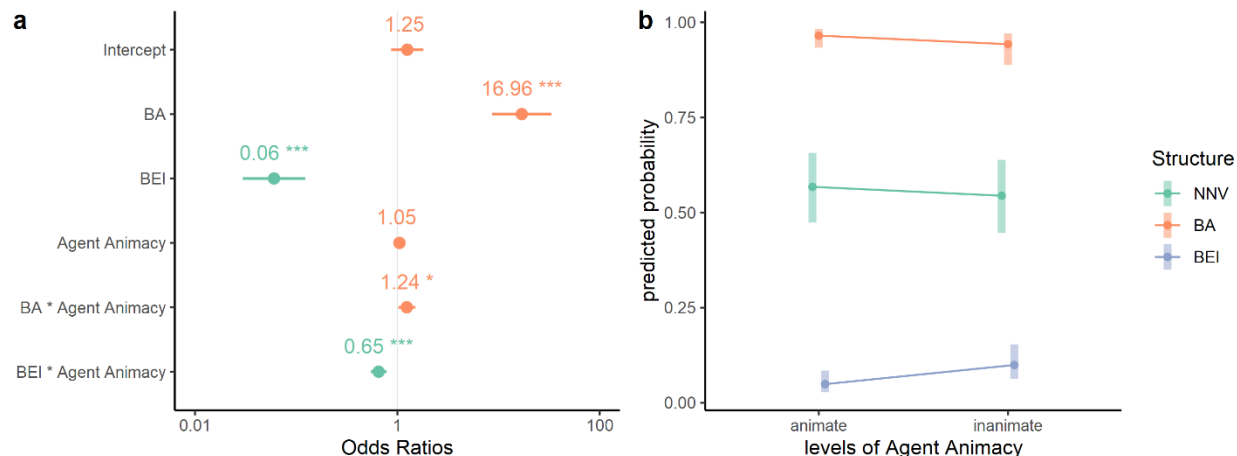 a
1.25
Intercept
16.96 ***
BA
0.06 ***
BEI
1.05
Agent Animacy
1.24 *
BA * Agent Animacy
0.65 ***
BEI * Agent Animacy
0.01
1
100
Odds Ratios
b
1.00
0.75
0.50
0.25
0.00
predicted probability
animate
inanimate
levels of Agent Animacy
Structure
NNV
BA
BEI